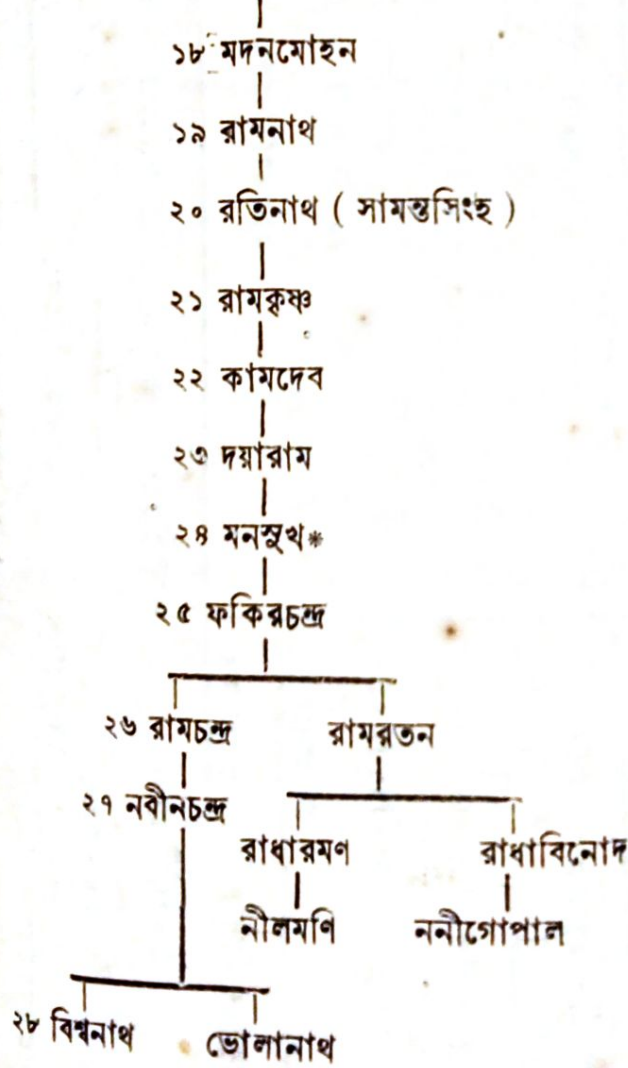 ১৮ মদনমোহন
১৯ রামনাথ
২০ রতিনাথ ( সামন্তসিংহ )
২১ রামকৃষ্ণ
২২ কামদেব
২৩ দয়ারাম
২৪ মনসুখ*
২৫ ফকিরচন্দ্র
২৬ রামচন্দ্র রামরতন
২৭ নবীনচন্দ্র
রাধারমণ রাধাবিনোদ
নীলমণি ননীগোপাল
২৮ বিশ্বনাথ ভোলানাথ